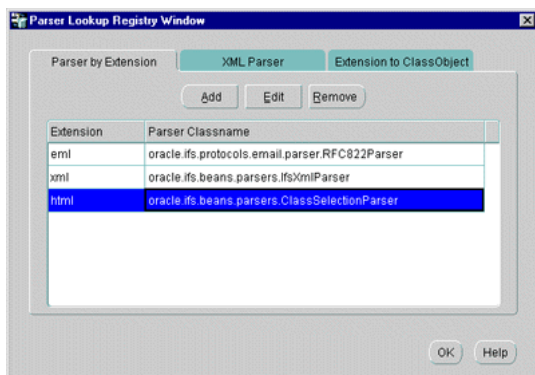 Parser Lookup Registry Window
Parser by Extension XML Parser Extension to ClassObject
Add Edit Remove
Extension Parser Classname
eml oracle.ifs.protocols.email.parser.RFC822Parser
xml oracle.ifs.beans.parsers.IfsXmlParser
html oracle.ifs.beans.parsers.ClassSelectionParser
OK Help